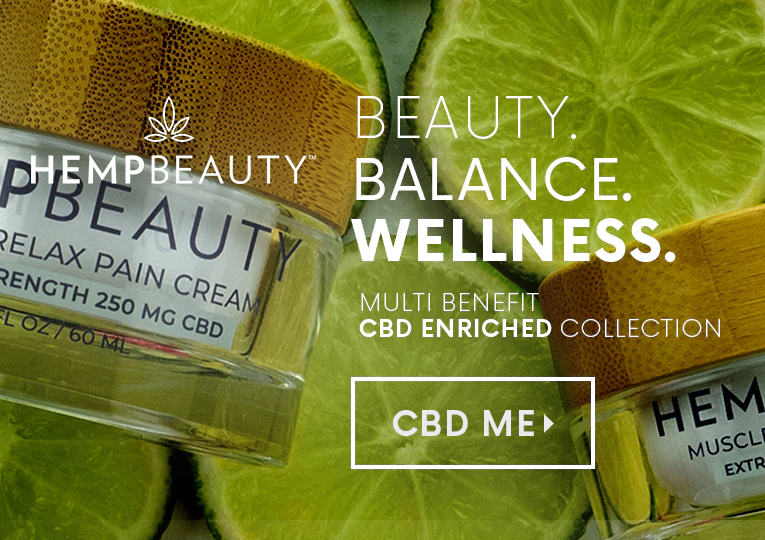 HEMPBEAUTY™
BEAUTY.
BALANCE.
WELLNESS.
MULTI BENEFIT
CBD ENRICHED COLLECTION
CBD ME
PBEAUTY
RELAX PAIN CREAM
RENGTH 250 MG CBD
FL OZ / 60 ML
HEM
MUSCLE
EXTR